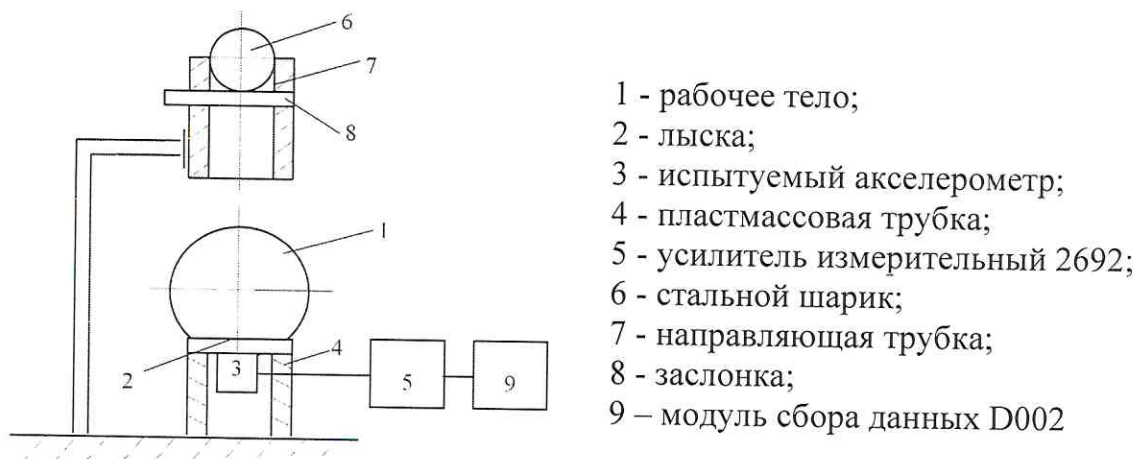 6
7
8
1
2
3
4
5
9
1 - рабочее тело;
2 - лыска;
3 - испытуемый акселерометр;
4 - пластмассовая трубка;
5 - усилитель измерительный 2692;
6 - стальной шарик;
7 - направляющая трубка;
8 - заслонка;
9 – модуль сбора данных D002